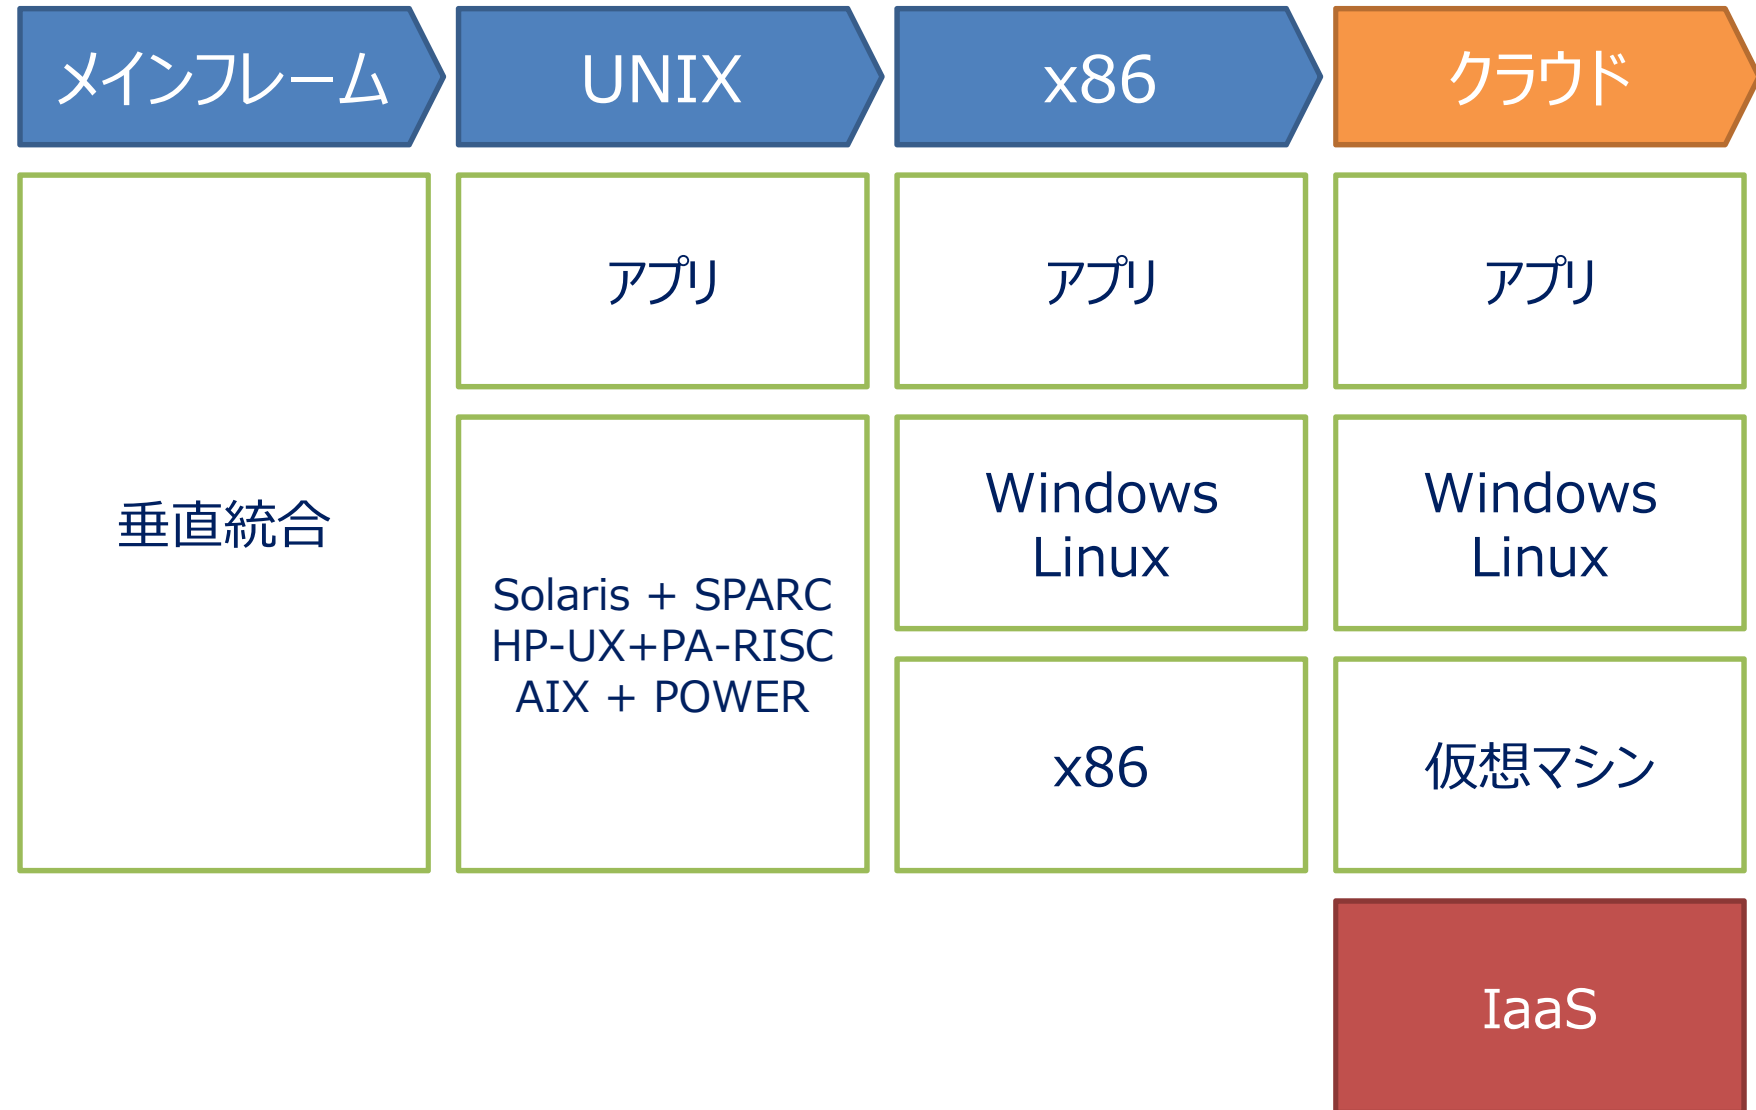 メインフレーム
UNIX
x86
クラウド
垂直統合
アプリ
Solaris + SPARC
HP-UX+PA-RISC
AIX + POWER
アプリ
Windows
Linux
x86
アプリ
Windows
Linux
仮想マシン
IaaS